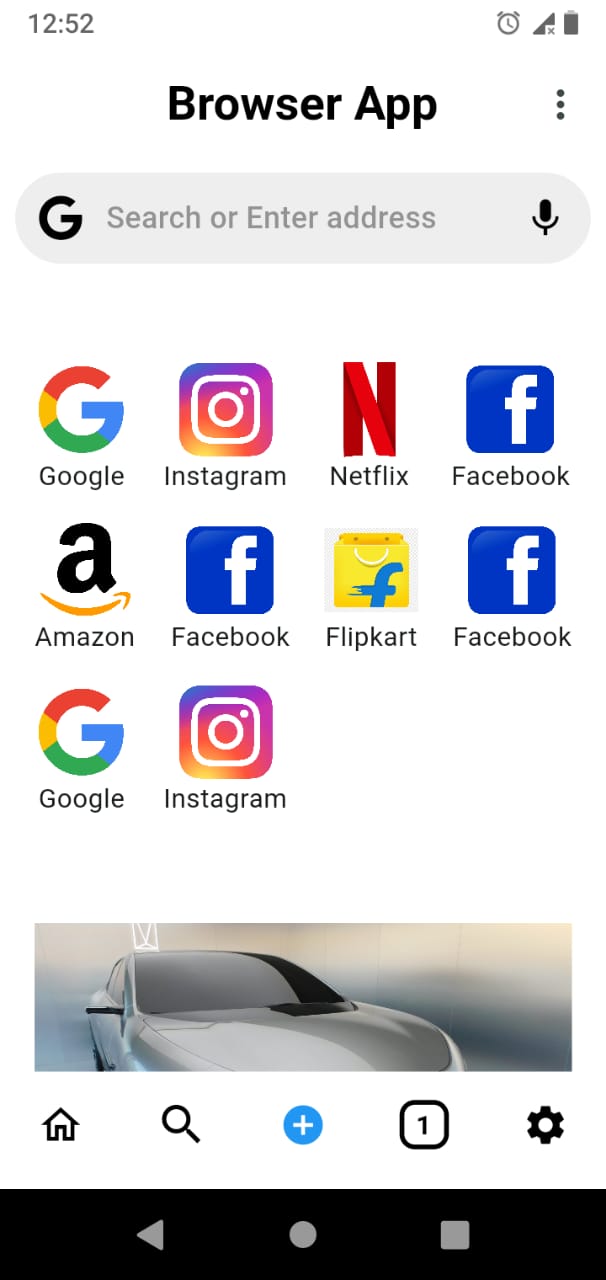 12:52
Browser App
Search or Enter address
Google Instagram Netflix Facebook
Amazon Facebook Flipkart Facebook
Google Instagram
1